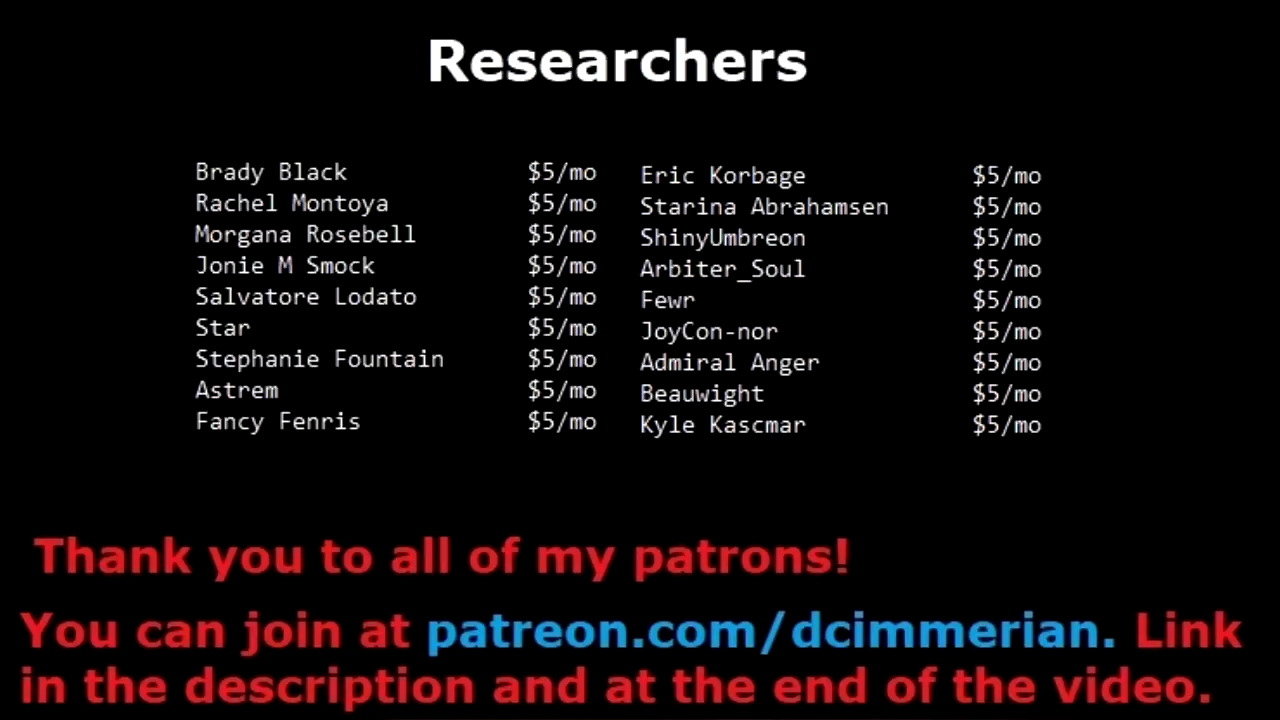 Researchers
Brady Black $5/mo
Rachel Montoya $5/mo
Morgana Rosebell $5/mo
Jonie M Smock $5/mo
Salvatore Lodato $5/mo
Star $5/mo
Stephanie Fountain $5/mo
Astrem $5/mo
Fancy Fenris $5/mo
Eric Korbage $5/mo
Starina Abrahamsen $5/mo
ShinyUmbreon $5/mo
Arbiter_Soul $5/mo
Fewr $5/mo
JoyCon-nor $5/mo
Admiral Anger $5/mo
Beauwight $5/mo
Kyle Kascmar $5/mo
Thank you to all of my patrons!
You can join at patreon.com/dcimmerian. Link
in the description and at the end of the video.